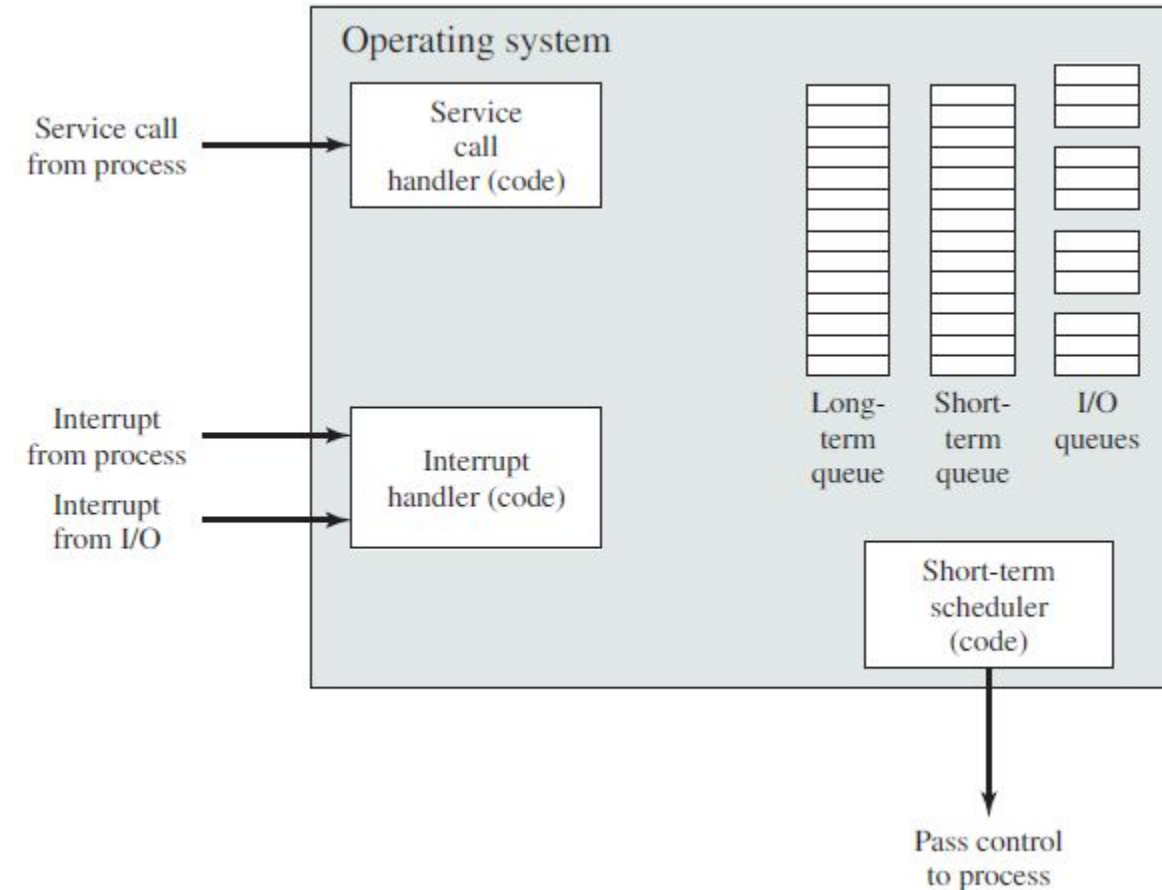 Operating system
Service call
from process
Service
call
handler (code)
Interrupt
from process
Interrupt
from I/O
Interrupt
handler (code)
Long-
term
queue
Short-
term
queue
I/O
queues
Short-term
scheduler
(code)
Pass control
to process